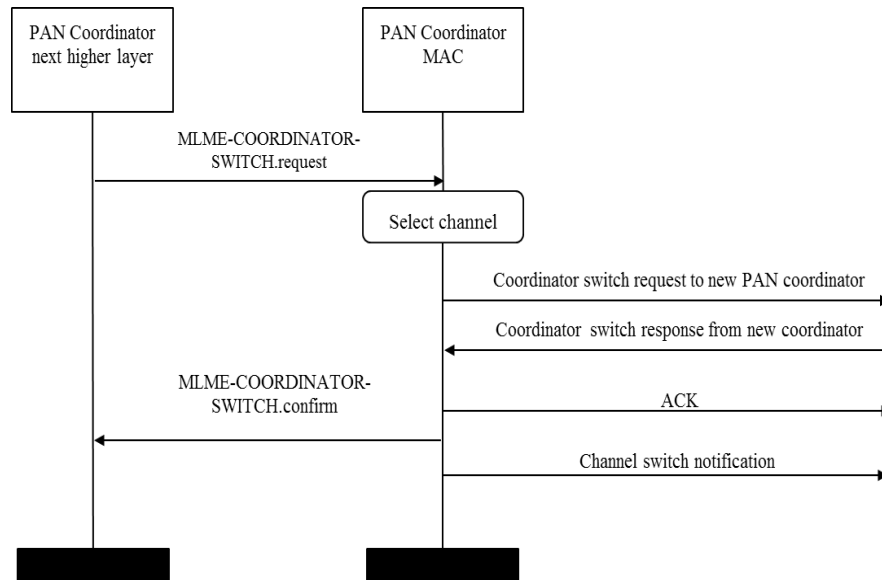 PAN Coordinator
next higher layer
PAN Coordinator
MAC
MLME-COORDINATOR-
SWITCH.request
Select channel
Coordinator switch request to new PAN coordinator
Coordinator switch response from new coordinator
MLME-COORDINATOR-
SWITCH.confirm
ACK
Channel switch notification